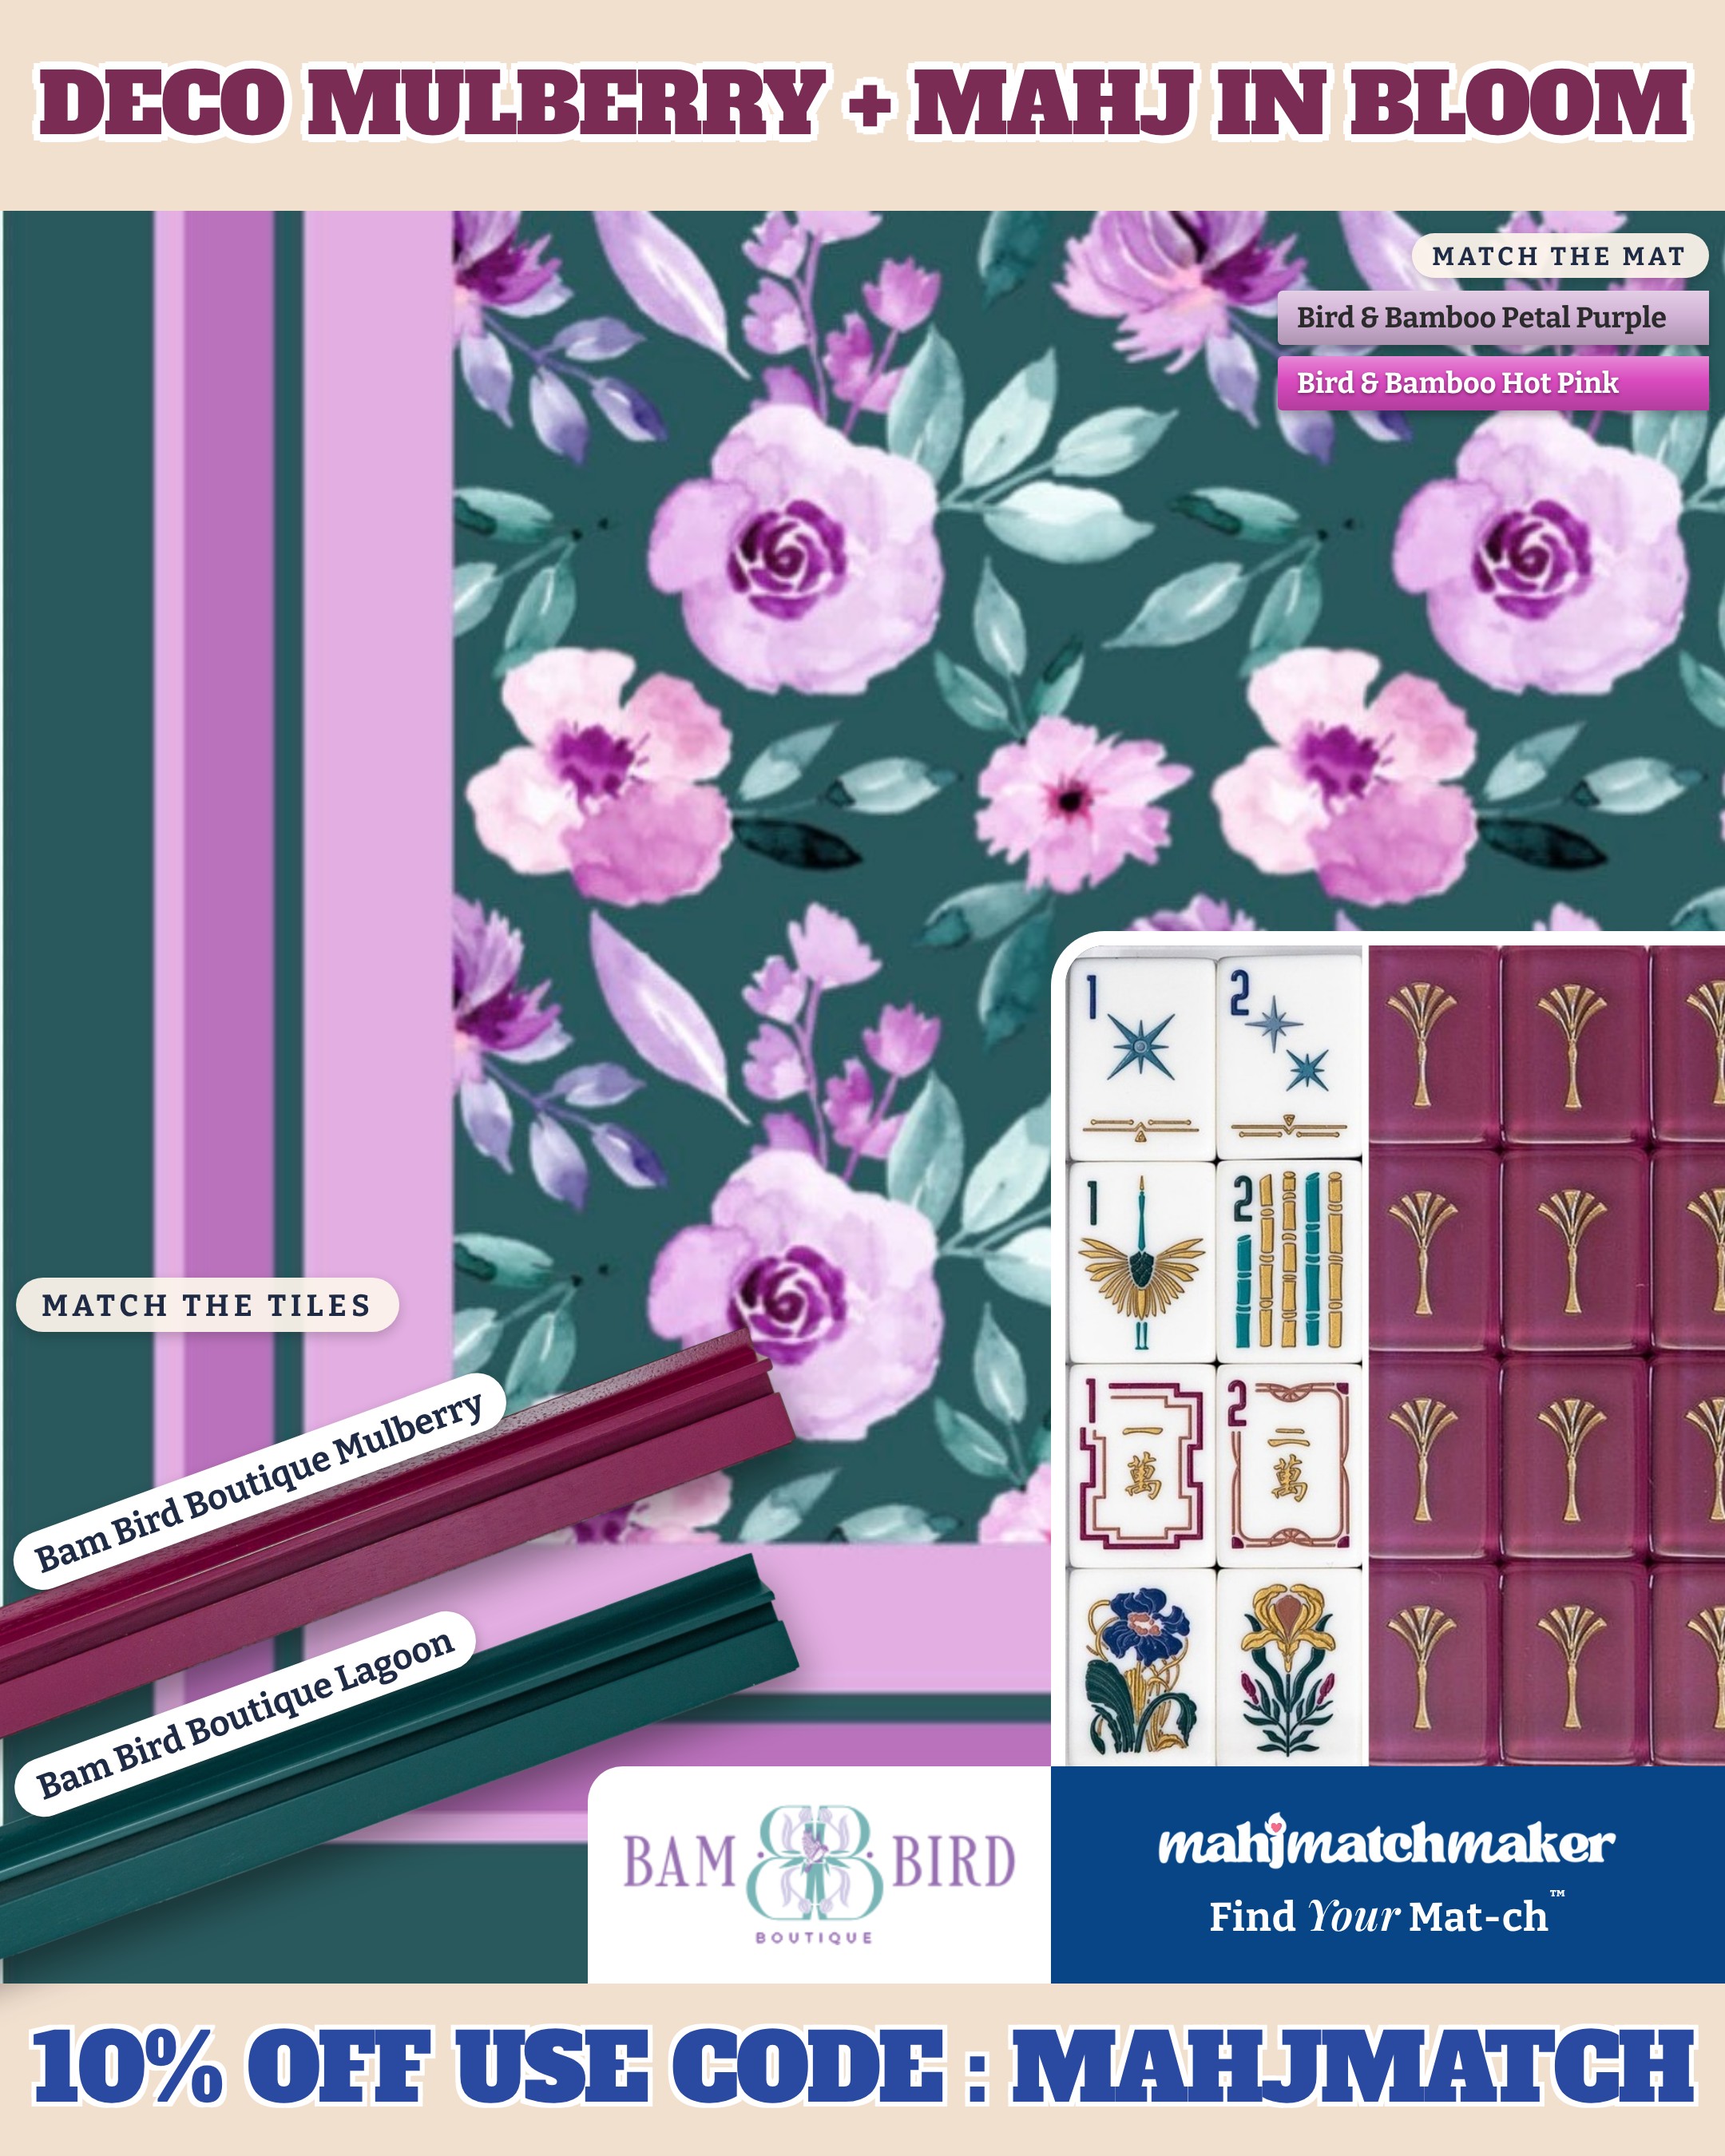 DECO MULBERRY + MAHJ IN BLOOM
MATCH THE MAT
Bird & Bamboo Petal Purple
Bird & Bamboo Hot Pink
1
2
1
2
1
2
一
二
萬
萬
MATCH THE TILES
Bam Bird Boutique Mulberry
Bam Bird Boutique Lagoon
BAM BIRD
BOUTIQUE
mahjmatchmaker
Find Your Mat-ch™
10% OFF USE CODE : MAHJMATCH